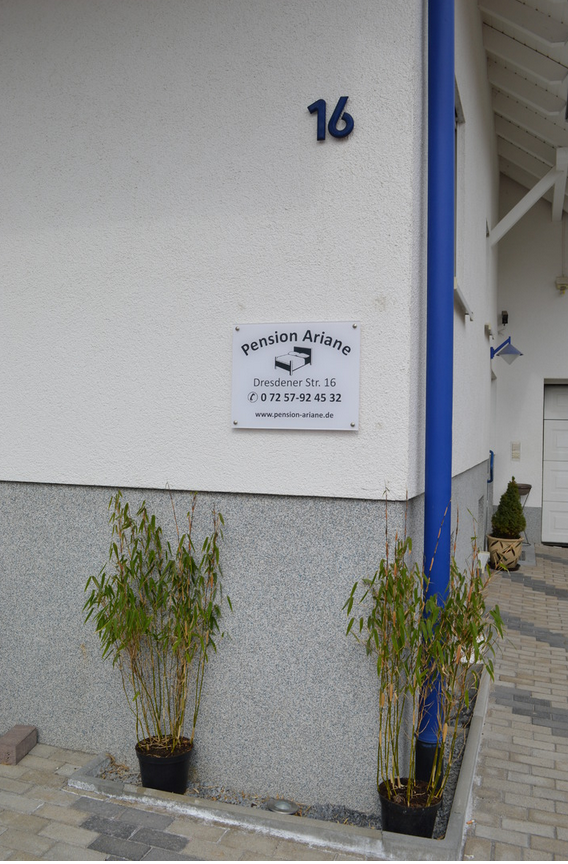 16
Pension Ariane
Dresdener Str. 16
✆ 0 72 57-92 45 32
www.pension-ariane.de